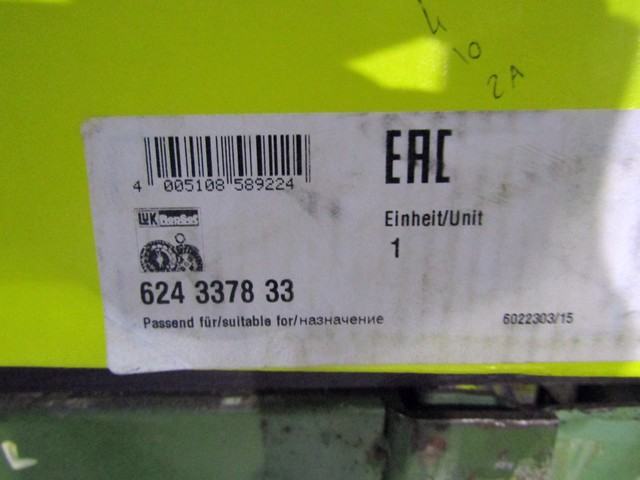 4
10
2A
EAC
4 005108 589224
LuK RepSet
Einheit/Unit
1
624 3378 33
Passend für/suitable for/назначение
6022303/15